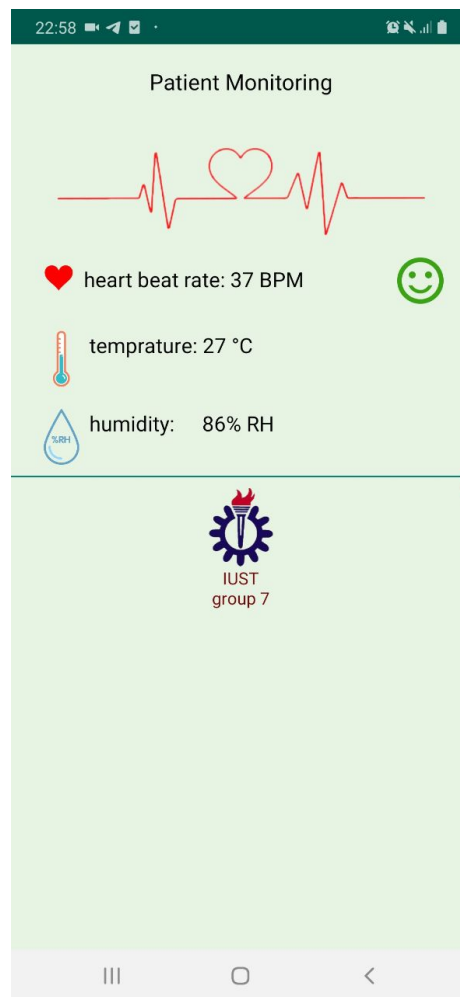 22:58
Patient Monitoring
heart beat rate: 37 BPM
temprature: 27 °C
%RH
humidity: 86% RH
IUST
group 7